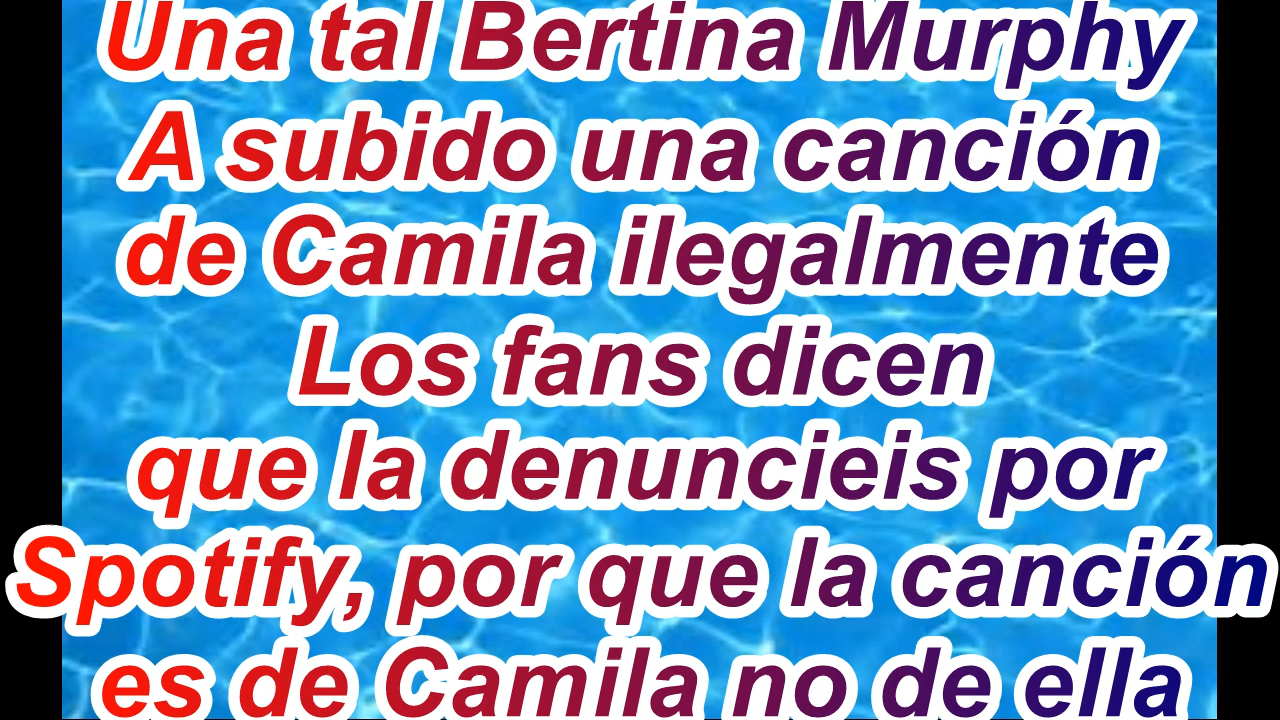 Una tal Bertina Murphy
A subido una canción
de Camila ilegalmente
Los fans dicen
que la denuncieis por
Spotify, por que la canción
es de Camila no de ella